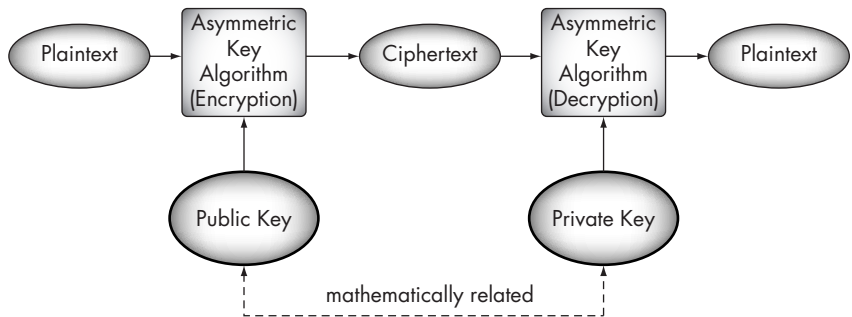 Plaintext
Asymmetric
Key
Algorithm
(Encryption)
Ciphertext
Asymmetric
Key
Algorithm
(Decryption)
Plaintext
Public Key
Private Key
mathematically related